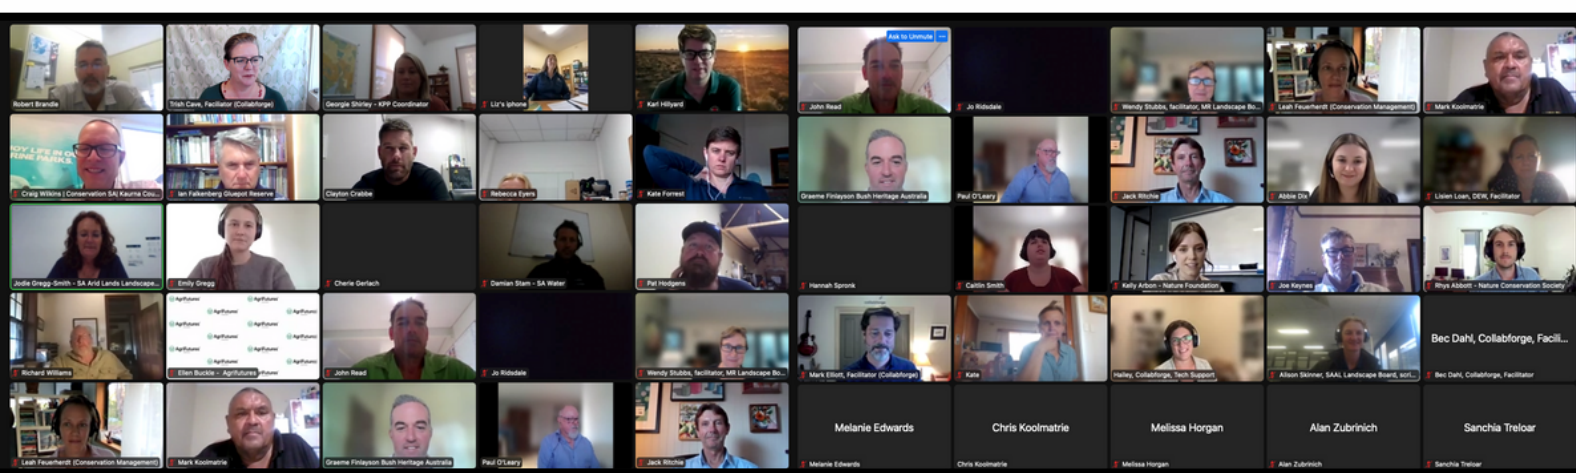 Robert Brandle
Trish Cave, Facilitator (Collabforge)
Georgie Shirley - KPP Coordinator
Liz's iphone
Karl Hillyard
Ask to Unmute
John Read
Jo Ridsdale
Wendy Stubbs, facilitator, MR Landscape Bo...
Leah Feuerherdt (Conservation Management)
Mark Koolmatrie
Craig Wilkins | Conservation SA| Kaurna Cou...
Ian Falkenberg Gluepot Reserve
Clayton Crabbe
Rebecca Eyers
Kate Forrest
Graeme Finlayson Bush Heritage Australia
Paul O'Leary
Jack Ritchie
Abbie Dix
Lisien Loan, DEW, Facilitator
Jodie Gregg-Smith - SA Arid Lands Landscape...
Emily Gregg
Cherie Gerlach
Damian Stam - SA Water
Pat Hodgens
Hannah Spronk
Caitlin Smith
Kelly Arbon - Nature Foundation
Joe Keynes
Rhys Abbott - Nature Conservation Society
Richard Williams
AgriFutures
AgriFutures
AgriFutures
Ellen Buckle - Agrifutures
John Read
Jo Ridsdale
Wendy Stubbs, facilitator, MR Landscape Bo...
Mark Elliott, Facilitator (Collabforge)
Kate
Hailey, Collabforge, Tech Support
Alison Skinner, SAAL Landscape Board, scri...
Bec Dahl, Collabforge, Facili...
Bec Dahl, Collabforge, Facilitator
Leah Feuerherdt (Conservation Management)
Mark Koolmatrie
Graeme Finlayson Bush Heritage Australia
Paul O'Leary
Jack Ritchie
Melanie Edwards
Melanie Edwards
Chris Koolmatrie
Chris Koolmatrie
Melissa Horgan
Melissa Horgan
Alan Zubrinich
Alan Zubrinich
Sanchia Treloar
Sanchia Treloar